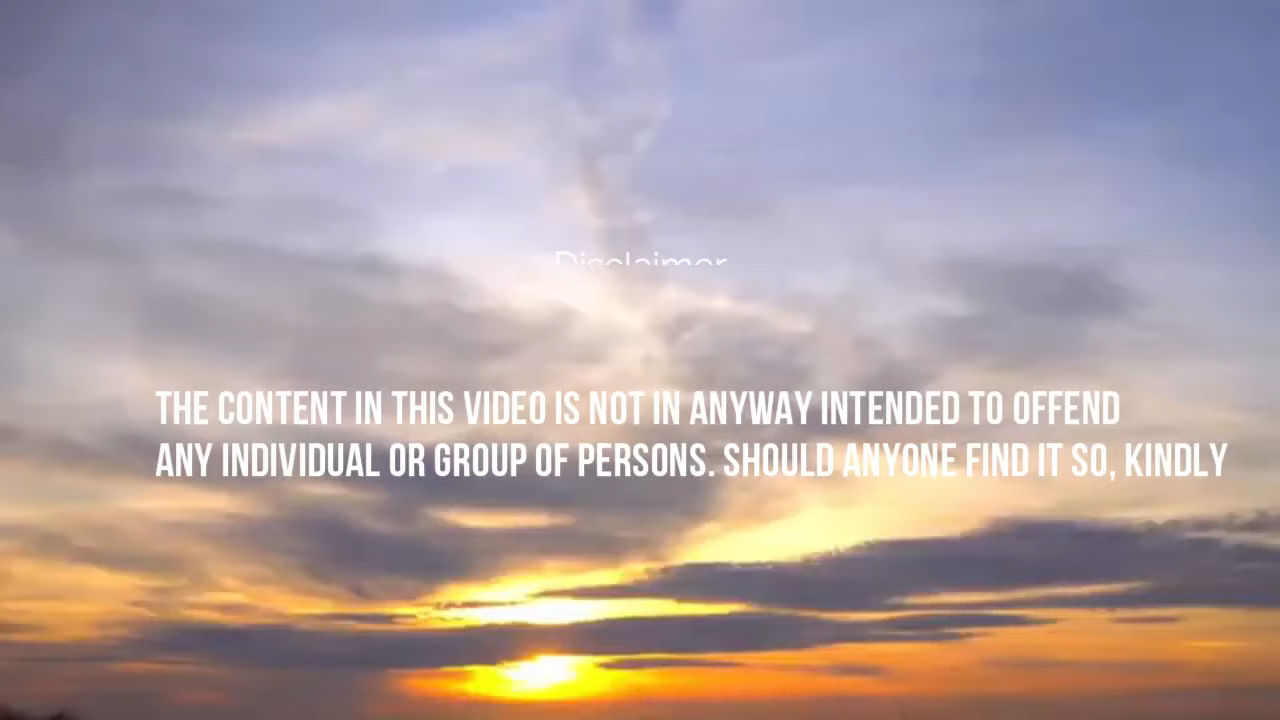 Disclaimer
THE CONTENT IN THIS VIDEO IS NOT IN ANYWAY INTENDED TO OFFEND
ANY INDIVIDUAL OR GROUP OF PERSONS. SHOULD ANYONE FIND IT SO, KINDLY